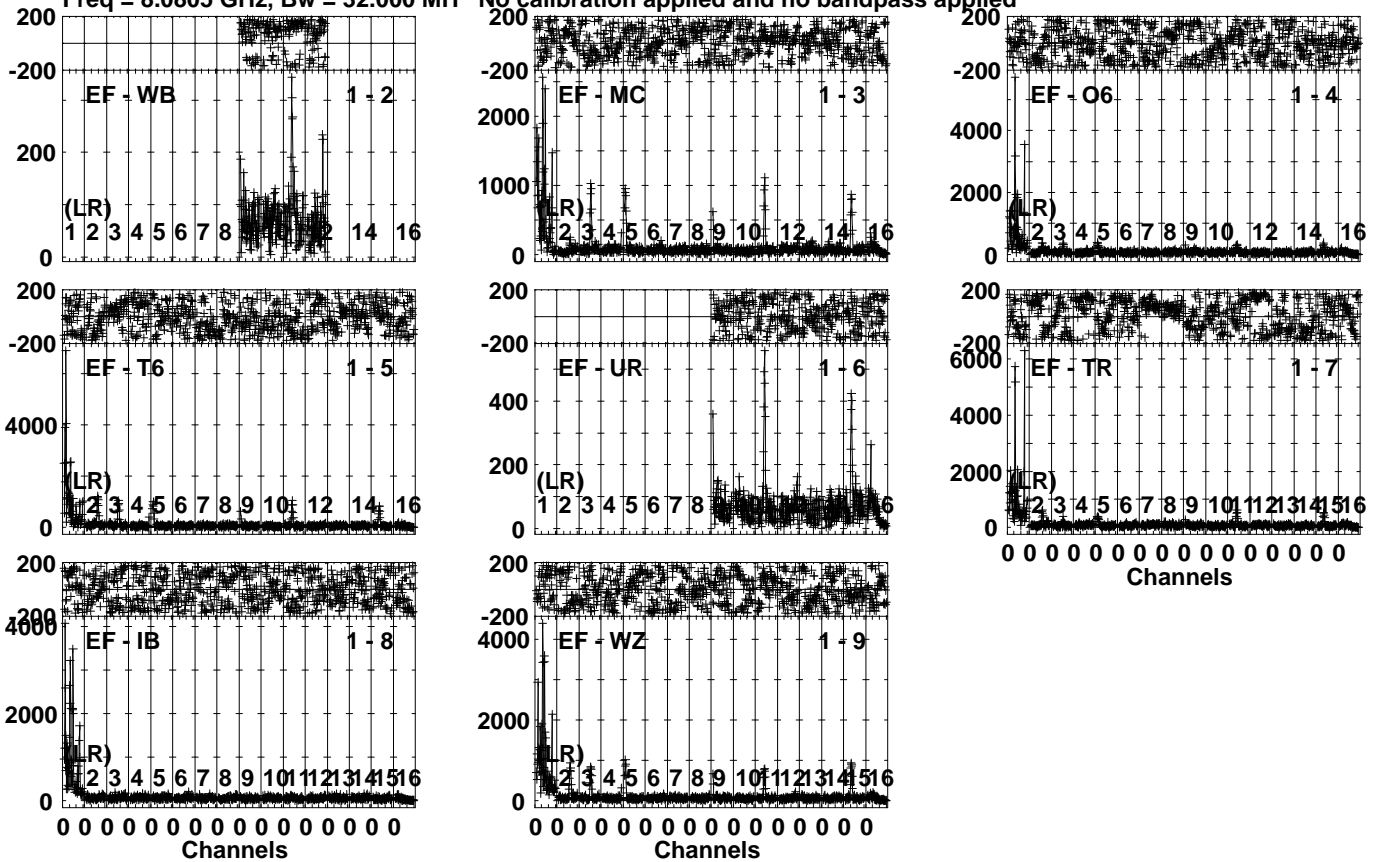 Freq = 8.0805 GHz, Bw = 32.000 MH No calibration applied and no bandpass applied
200
-200
EF - WB 1 - 2
200
(LR)
1 2 3 4 5 6 7 8 14 16
0
200
-200
EF - MC 1 - 3
2000
1000
(LR)
2 3 4 5 6 7 8 9 10 12 14 16
0
200
-200
EF - O6 1 - 4
4000
2000
(LR)
2 3 4 5 6 7 8 9 10 12 14 16
0
200
-200
EF - T6 1 - 5
4000
(LR)
2 3 4 5 6 7 8 9 10 12 14 16
0
200
-200
EF - UR 1 - 6
400
200
(LR)
1 2 3 4 5 6 7 8 6
0
200
-200
6000
EF - TR 1 - 7
4000
2000
(LR)
2 3 4 5 6 7 8 9 10 11 12 13 14 15 16
0
0 0 0 0 0 0 0 0 0 0 0 0 0 0 0 0
Channels
200
-200
4000
EF - IB 1 - 8
2000
(LR)
2 3 4 5 6 7 8 9 10 11 12 13 14 15 16
0
0 0 0 0 0 0 0 0 0 0 0 0 0 0 0 0
Channels
200
-200
EF - WZ 1 - 9
4000
2000
(LR)
2 3 4 5 6 7 8 9 10 11 12 13 14 15 16
0
0 0 0 0 0 0 0 0 0 0 0 0 0 0 0 0
Channels